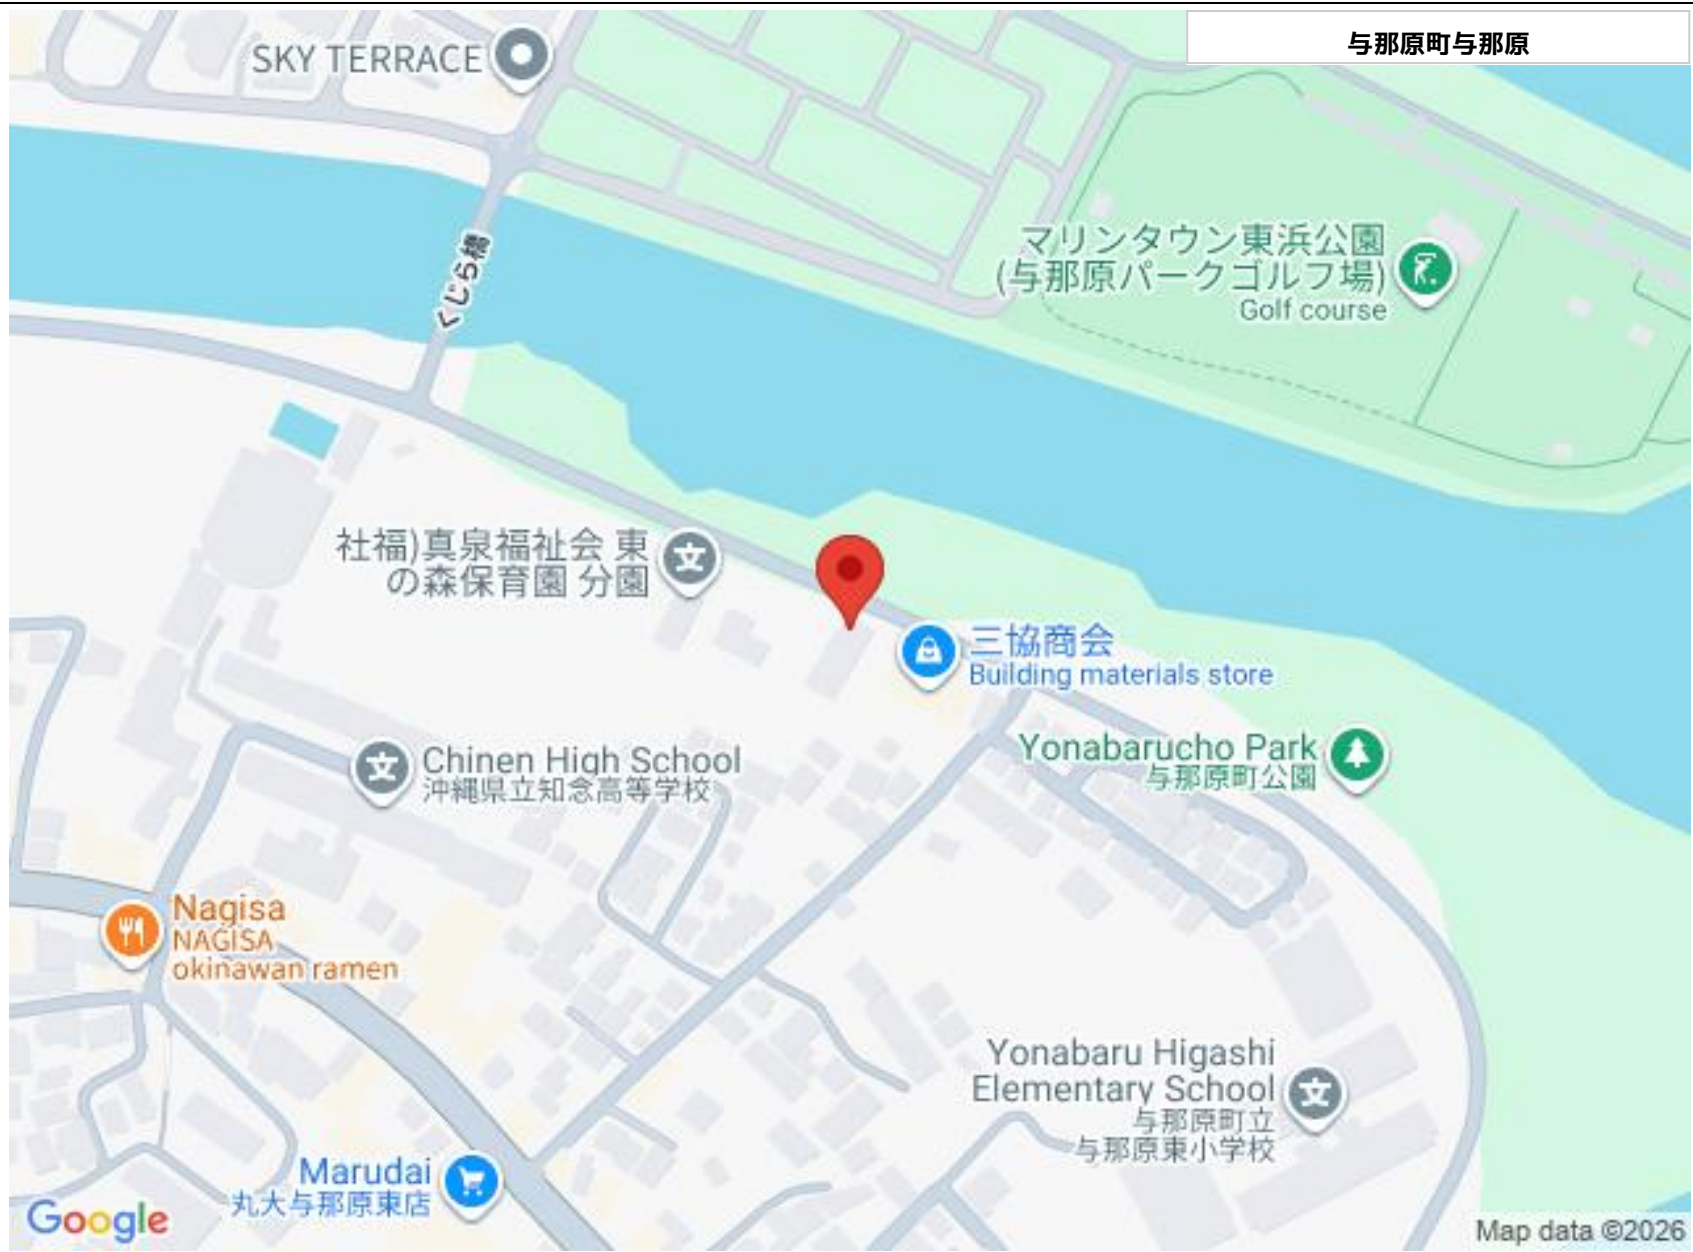 与那原町与那原
SKY TERRACE
マリンタウン東浜公園
(与那原パークゴルフ場)
Golf course
くじら橋
社福)真泉福祉会 東
の森保育園 分園
三協商会
Building materials store
Chinen High School
沖縄県立知念高等学校
Yonabarucho Park
与那原町公園
Nagisa
NAGISA
okinawan ramen
Yonabaru Higashi
Elementary School
与那原町立
与那原東小学校
Marudai
丸大与那原東店
Google
Map data ©2026